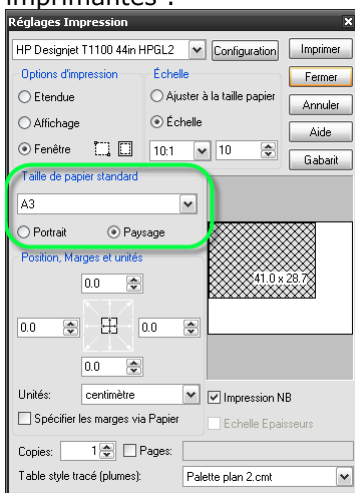 imprimantes".
Réglages Impression x
HP Designjet T1100 44in HPGL2 Configuration Imprimer
Options d'impression Échelle Fermer
Etendue Ajuster à la taille papier Annuler
Affichage Échelle Aide
Fenêtre 10:1 10 Gabarit
Taille de papier standard
A3
Portrait Paysage
Position, Marges et unités
0.0 41.0 x 28.7
0.0 0.0
0.0
Unités: centimètre Impression NB
Spécifier les marges via Papier Echelle Epaisseurs
Copies: 1 Pages:
Table style tracé (plumes): Palette plan 2.cmt